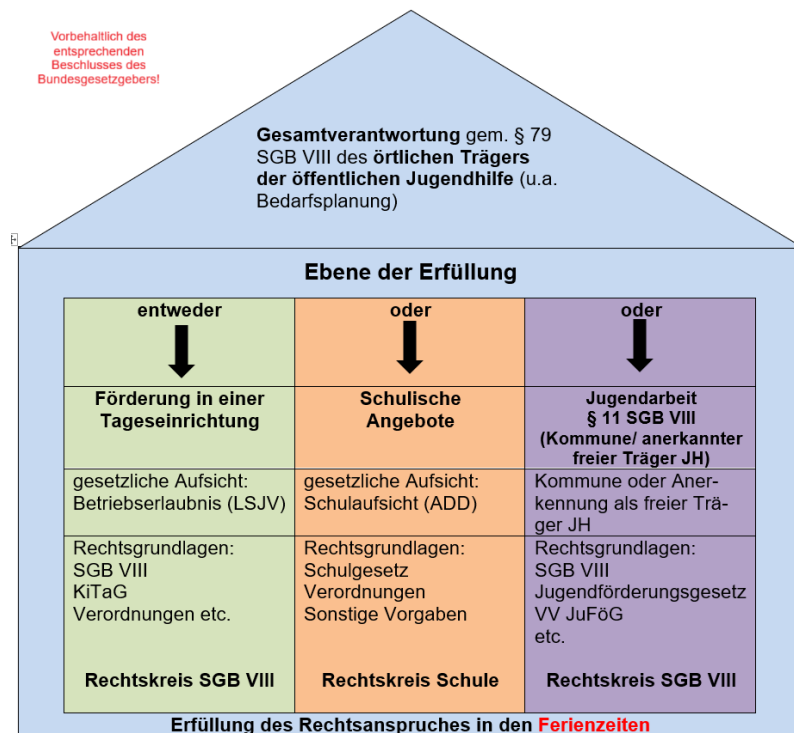 Vorbehaltlich des
entsprechenden
Beschlusses des
Bundesgesetzgebers!
Gesamtverantwortung gem. § 79
SGB VIII des örtlichen Trägers
der öffentlichen Jugendhilfe (u.a.
Bedarfsplanung)
Ebene der Erfüllung
entweder
oder
oder
Förderung in einer
Tageseinrichtung
Schulische
Angebote
Jugendarbeit
§ 11 SGB VIII
(Kommune/ anerkannter
freier Träger JH)
gesetzliche Aufsicht:
Betriebserlaubnis (LSJV)
gesetzliche Aufsicht:
Schulaufsicht (ADD)
Kommune oder Aner-
kennung als freier Trä-
ger JH
Rechtsgrundlagen:
SGB VIII
KiTaG
Verordnungen etc.
Rechtskreis SGB VIII
Rechtsgrundlagen:
Schulgesetz
Verordnungen
Sonstige Vorgaben
Rechtskreis Schule
Rechtsgrundlagen:
SGB VIII
Jugendförderungsgesetz
VV JuFöG
etc.
Rechtskreis SGB VIII
Erfüllung des Rechtsanspruches in den Ferienzeiten